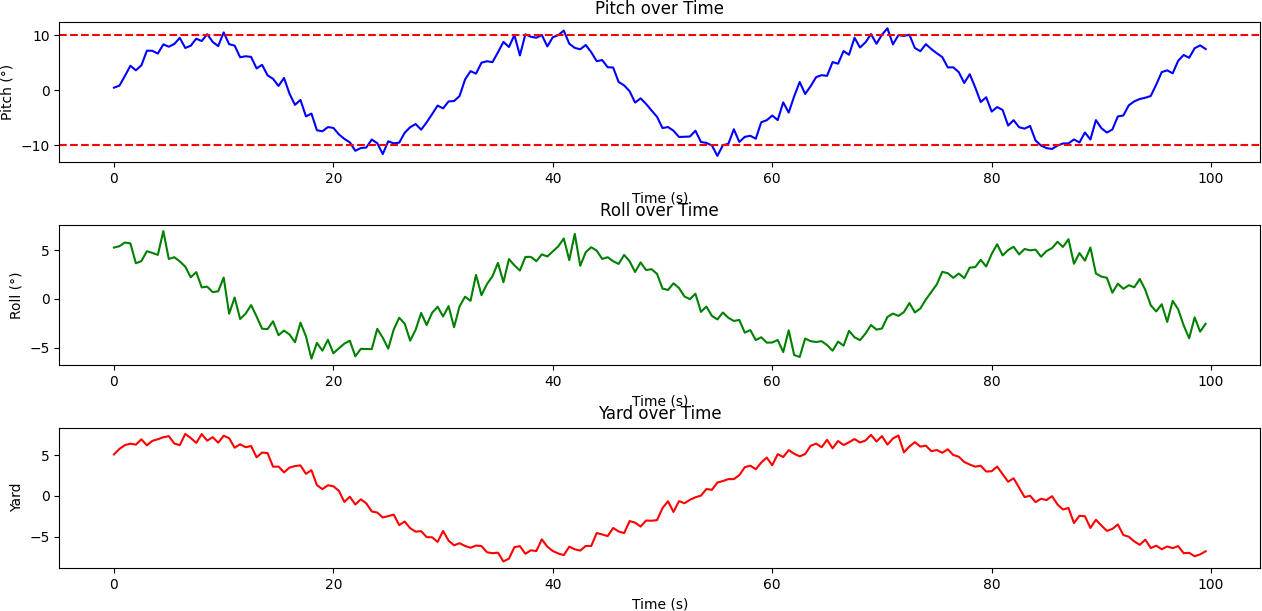 Pitch over Time
Pitch (°)
10
0
−10
0 20 40 60 80 100
Time (s)
Roll over Time
Roll (°)
5
0
−5
0 20 40 60 80 100
Time (s)
Yard over Time
Yard
5
0
−5
0 20 40 60 80 100
Time (s)